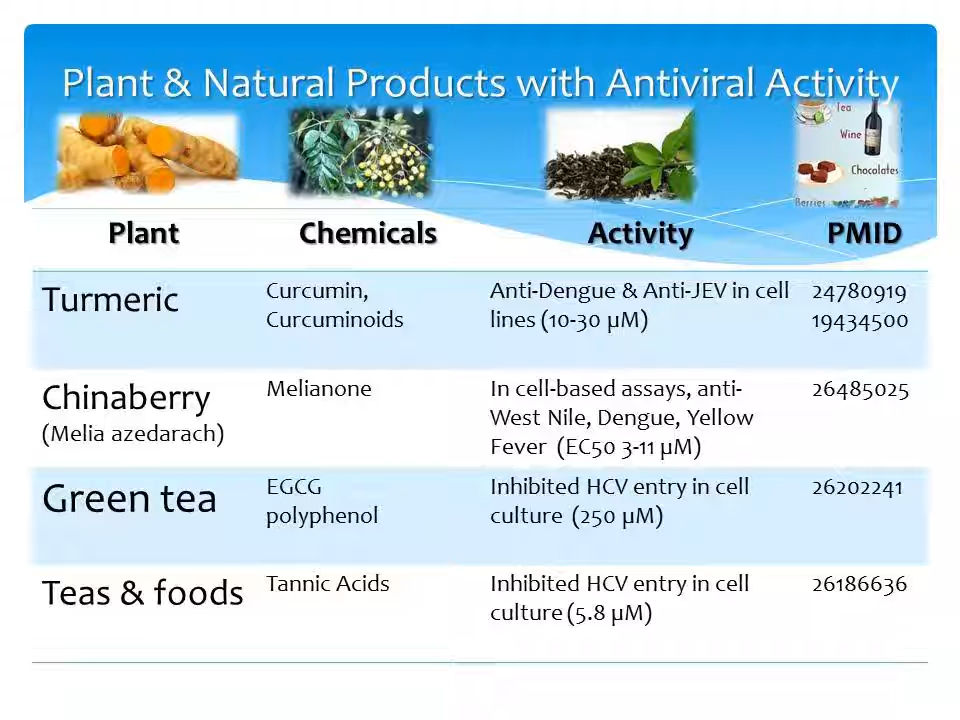 Plant & Natural Products with Antiviral Activity
Tea
Wine
Chocolates
Berries
Plant Chemicals Activity PMID
Turmeric Curcumin, Anti-Dengue & Anti-JEV in cell 24780919
Curcuminoids lines (10-30 µM) 19434500
Chinaberry Melianone In cell-based assays, anti- 26485025
(Melia azedarach) West Nile, Dengue, Yellow
Fever (EC50 3-11 µM)
Green tea EGCG Inhibited HCV entry in cell 26202241
polyphenol culture (250 µM)
Teas & foods Tannic Acids Inhibited HCV entry in cell 26186636
culture (5.8 µM)